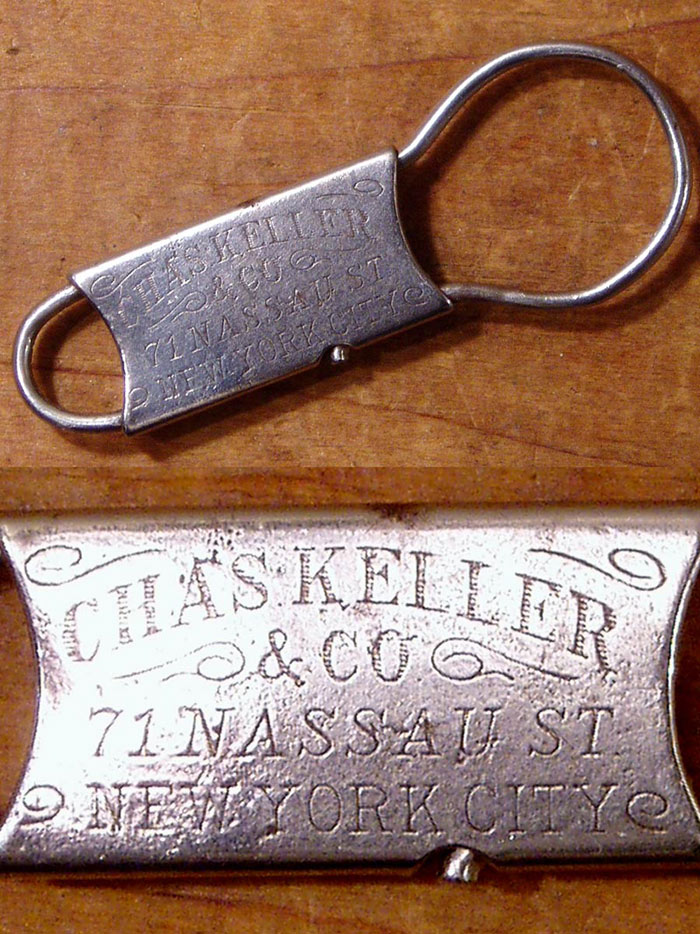 CHAS KELLER
& CO
71 NASSAU ST
NEW YORK CITY
CHAS KELLER
& CO
71 NASSAU ST
NEW YORK CITY